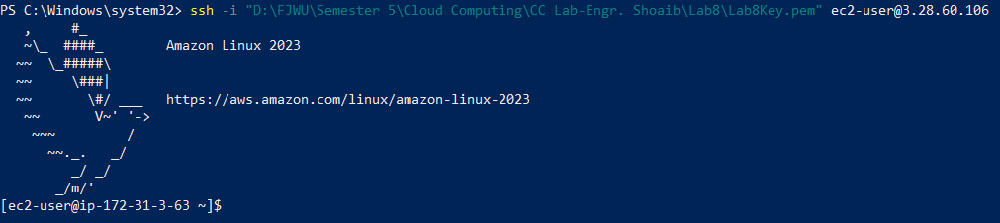 PS C:\Windows\system32> ssh -i "D:\FJWU\Semester 5\Cloud Computing\CC Lab-Engr. Shoaib\Lab8\Lab8Key.pem" ec2-user@3.28.60.106
   ,     #_
   ~\_  ####_        Amazon Linux 2023
  ~~  \_#####\
  ~~     \###|
  ~~       \#/ ___   https://aws.amazon.com/linux/amazon-linux-2023
   ~~       V~' '->
    ~~~         /
      ~~._.   _/
         _/ _/
       _/m/'
[ec2-user@ip-172-31-3-63 ~]$